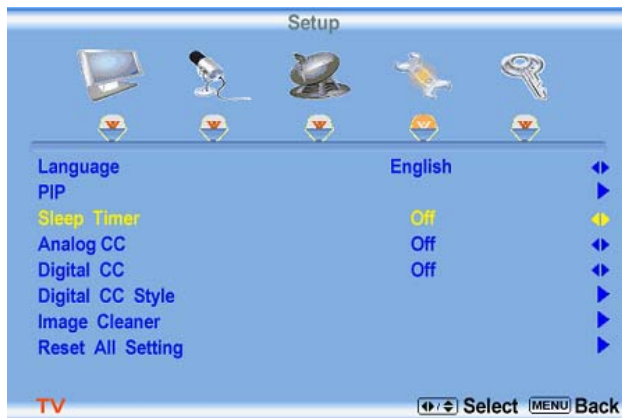 Setup
Language English
PIP
Sleep Timer Off
Analog CC Off
Digital CC Off
Digital CC Style
Image Cleaner
Reset All Setting
TV Select MENU Back